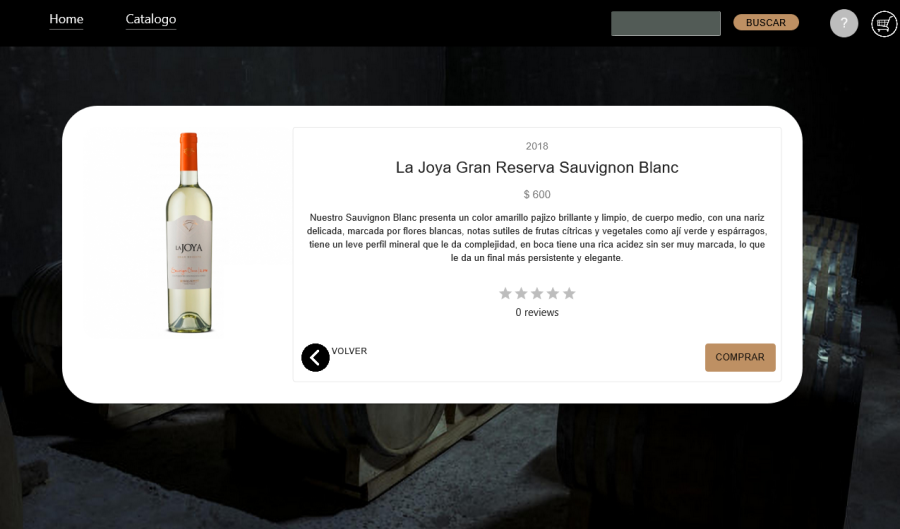 Home
Catalogo
BUSCAR
?
2018
La Joya Gran Reserva Sauvignon Blanc
$ 600
Nuestro Sauvignon Blanc presenta un color amarillo pajizo brillante y limpio, de cuerpo medio, con una nariz
delicada, marcada por flores blancas, notas sutiles de frutas cítricas y vegetales como ají verde y espárragos,
tiene un leve perfil mineral que le da complejidad, en boca tiene una rica acidez sin ser muy marcada, lo que
le da un final más persistente y elegante.
LA JOYA
0 reviews
VOLVER
COMPRAR